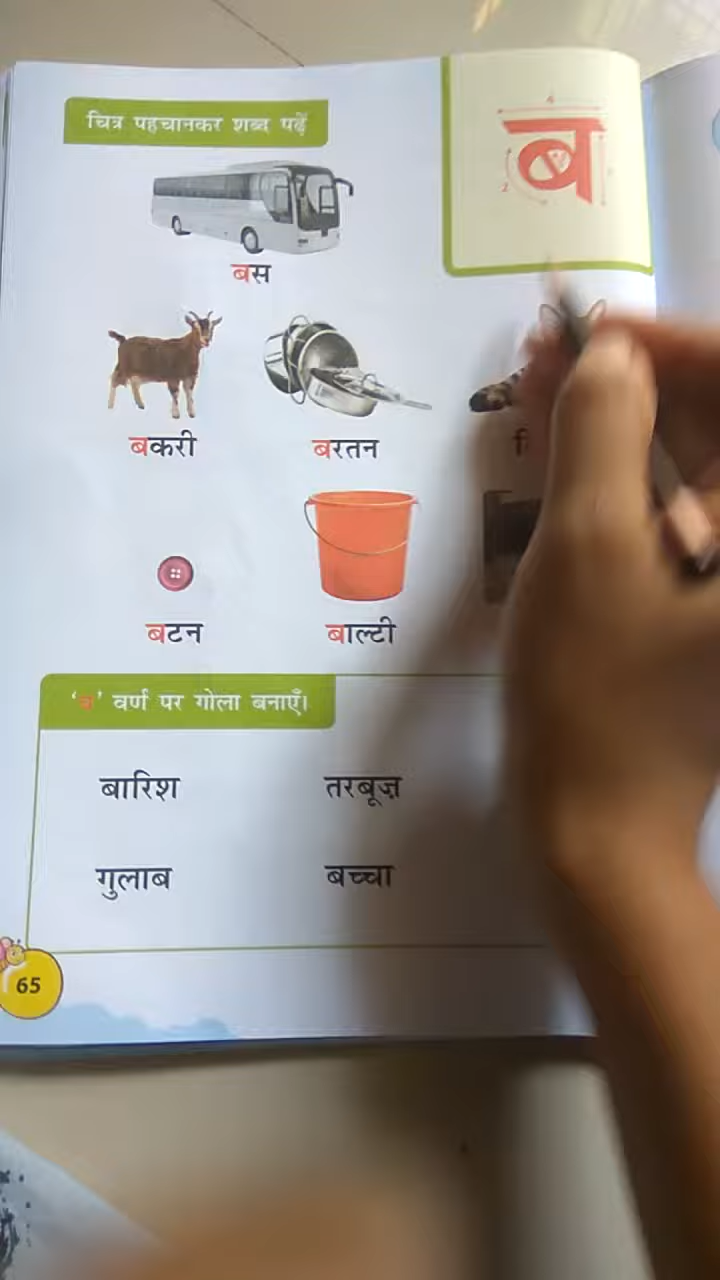 चित्र पहचानकर शब्द पढ़ें
ब
बस
बकरी
बरतन
बटन
बाल्टी
'ब' वर्ण पर गोला बनाएँ।
बारिश
तरबूज़
गुलाब
बच्चा
65